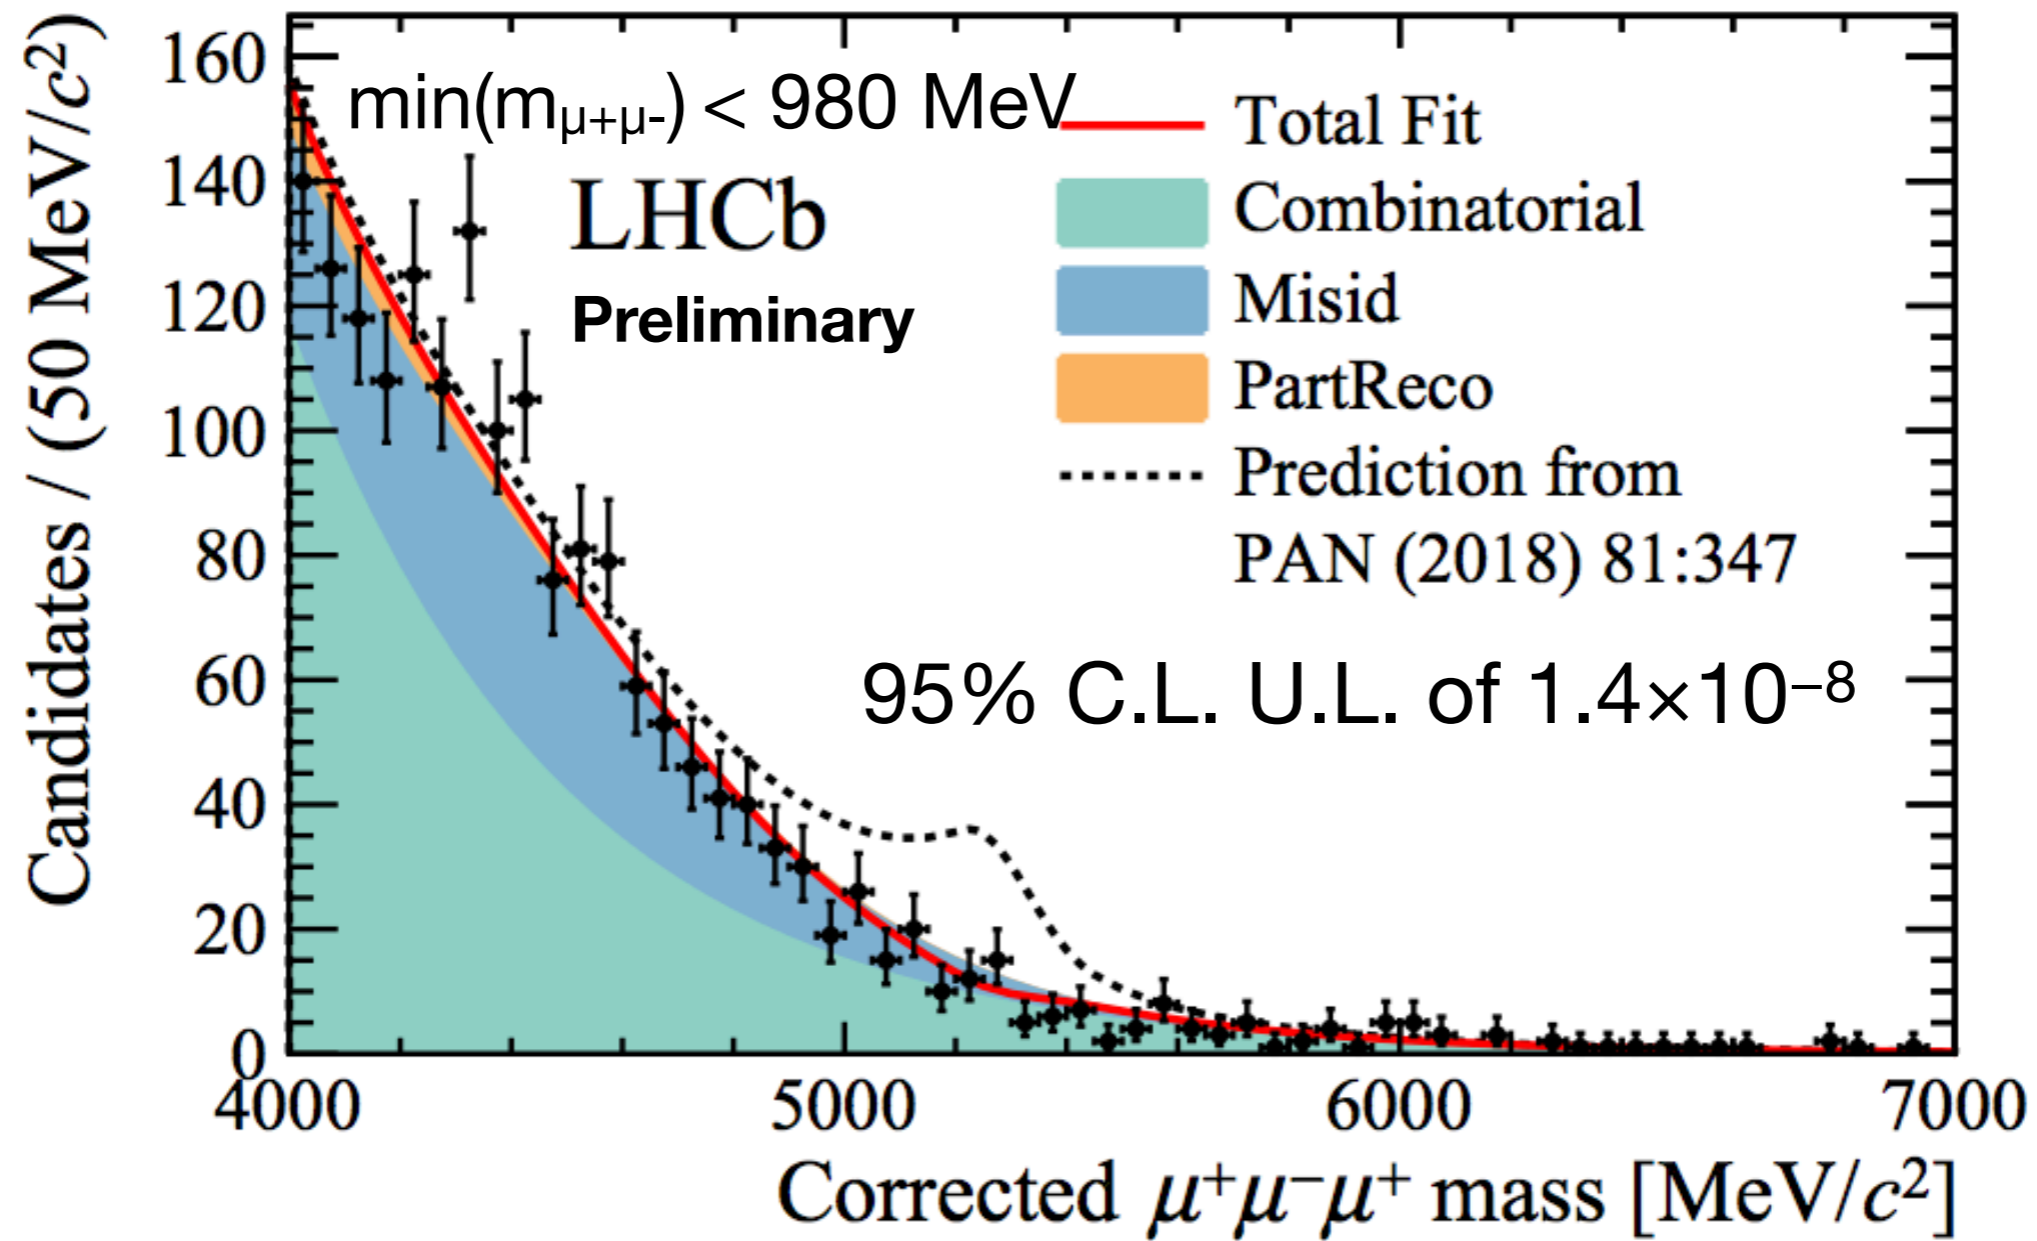 Candidates / (50 MeV/c²)
160
140
120
100
80
60
40
20
0
min(mμ+μ-) < 980 MeV
LHCb
Preliminary
Total Fit
Combinatorial
Misid
PartReco
Prediction from
PAN (2018) 81:347
95% C.L. U.L. of 1.4×10⁻⁸
4000 5000 6000 7000
Corrected μ⁺μ⁻μ⁺ mass [MeV/c²]